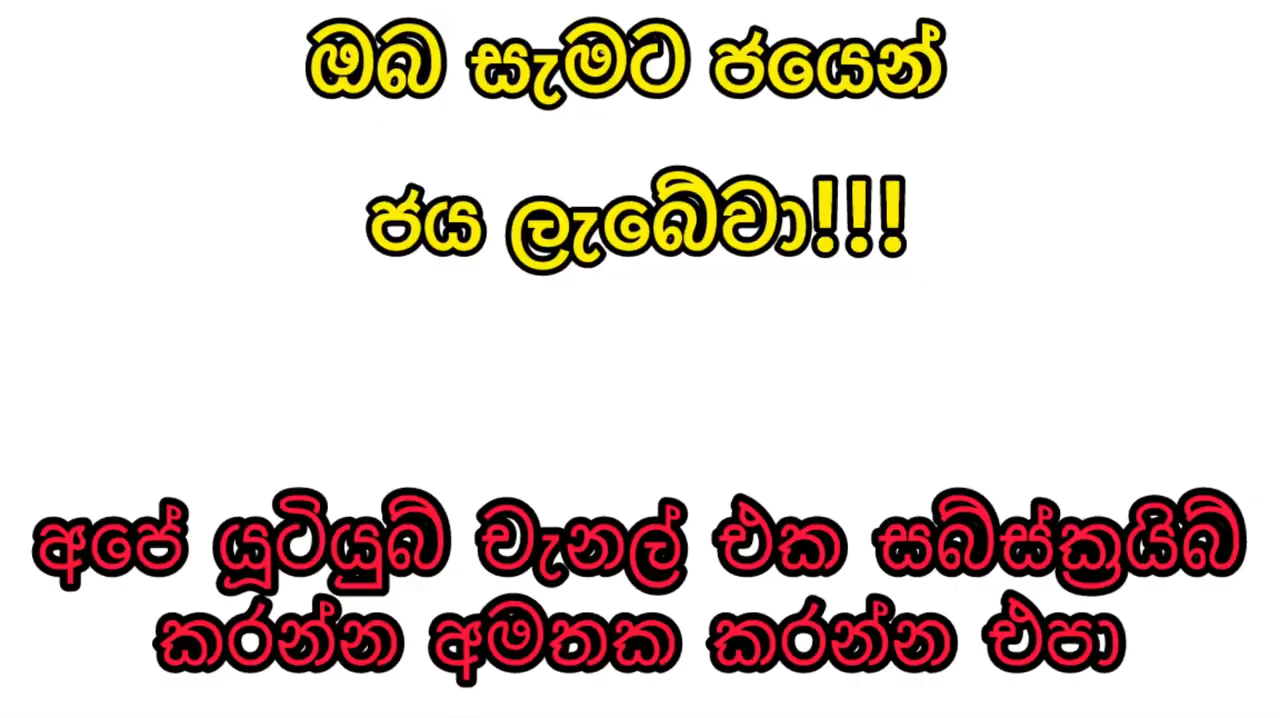 ඔබ සැමට ජයෙන්
ජය ලැබේවා!!!
අපේ යූටියුබ් චැනල් එක සබ්ස්ක්‍රයිබ්
කරන්න අමතක කරන්න එපා